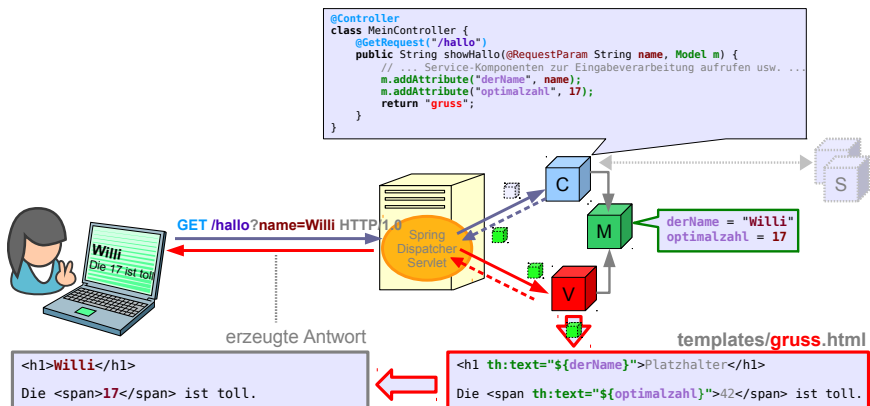 @Controller
class MeinController {
@GetRequest("/hallo")
public String showHallo(@RequestParam String name, Model m) {
// ... Service-Komponenten zur Eingabeverarbeitung aufrufen usw. ...
m.addAttribute("derName", name);
m.addAttribute("optimalzahl", 17);
return "gruss";
}
}
C
S
GET /hallo?name=Willi HTTP/1.0
Spring
Dispatcher
Servlet
M
derName = "Willi"
optimalzahl = 17
Willi
Die 17 ist toll
V
erzeugte Antwort
templates/gruss.html
<h1>Willi</h1>
Die <span>17</span> ist toll.
<h1 th:text="${derName}">Platzhalter</h1>
Die <span th:text="${optimalzahl}">42</span> ist toll.